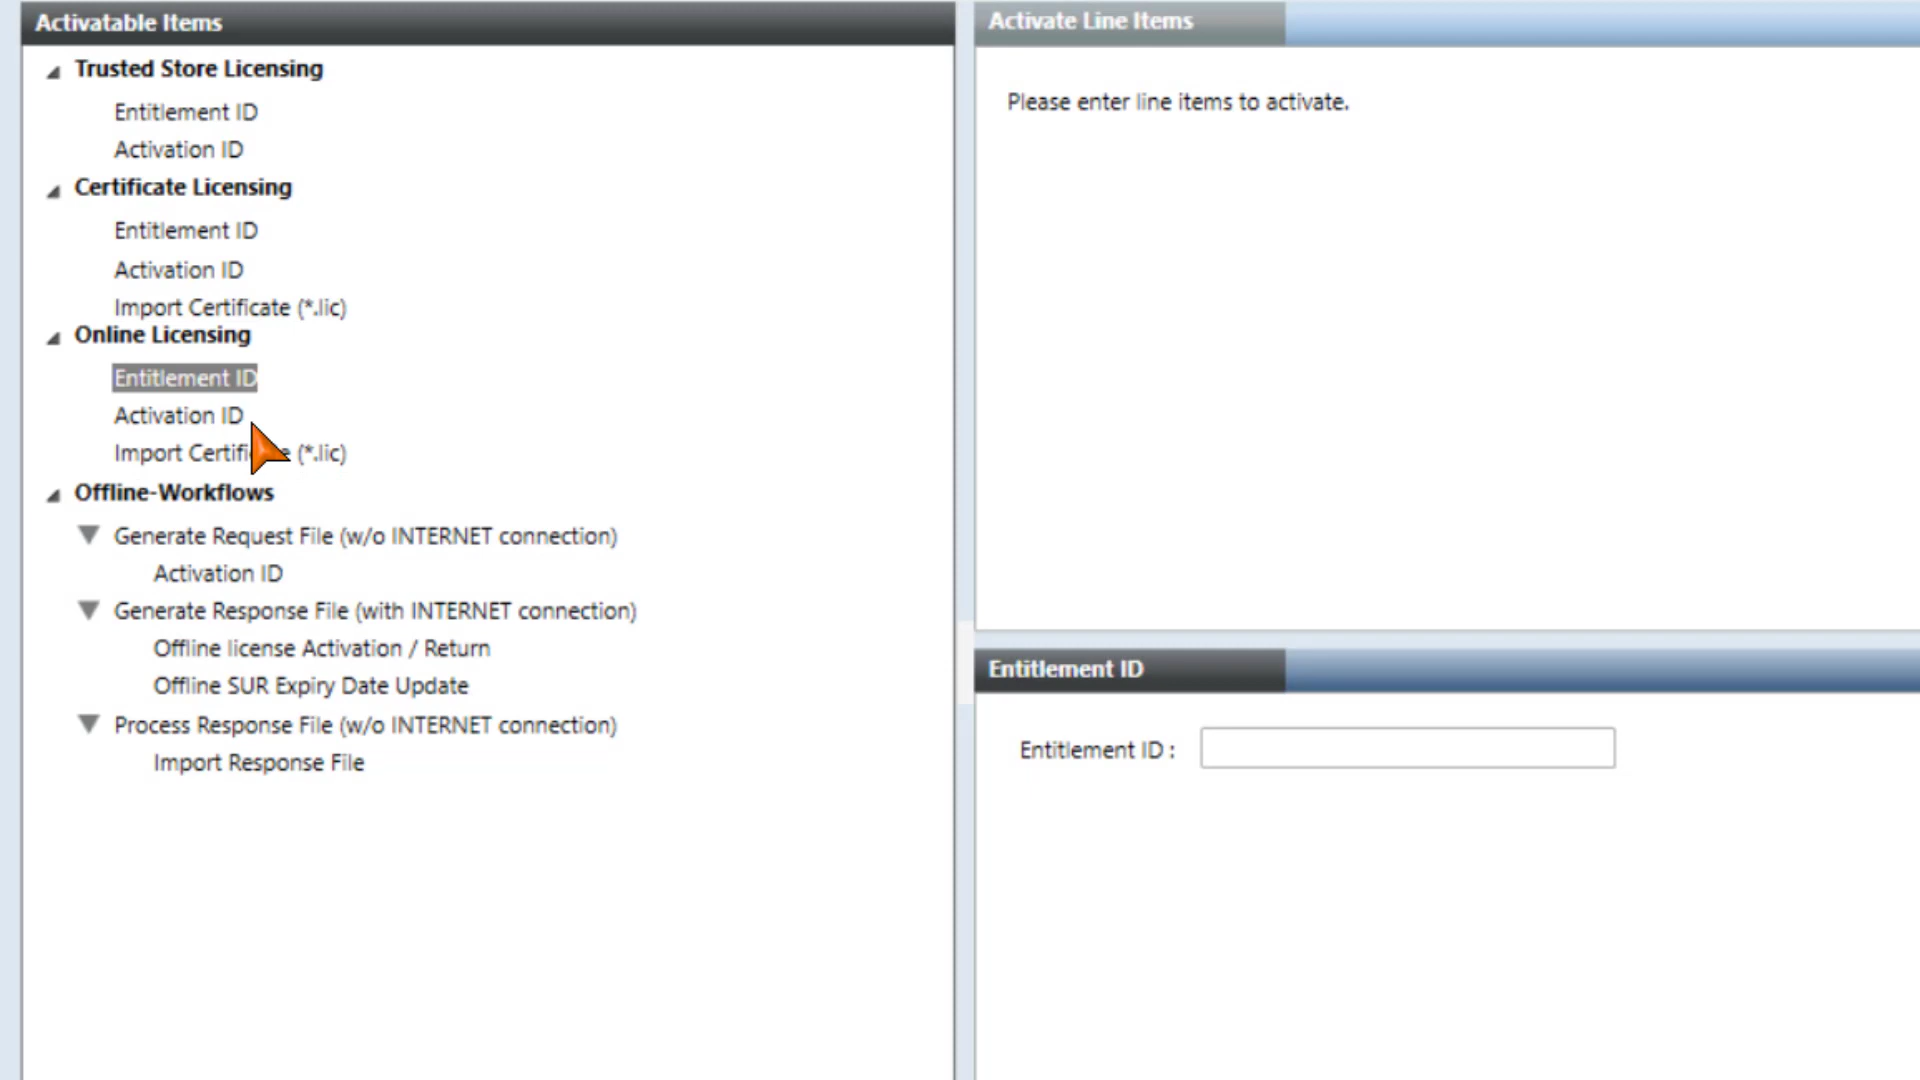 Activatable Items
Trusted Store Licensing
Entitlement ID
Activation ID
Certificate Licensing
Entitlement ID
Activation ID
Import Certificate (*.lic)
Online Licensing
Entitlement ID
Activation ID
Import Certifi e (*.lic)
Offline-Workflows
Generate Request File (w/o INTERNET connection)
Activation ID
Generate Response File (with INTERNET connection)
Offline license Activation / Return
Offline SUR Expiry Date Update
Process Response File (w/o INTERNET connection)
Import Response File
Activate Line Items
Please enter line items to activate.
Entitlement ID
Entitlement ID :